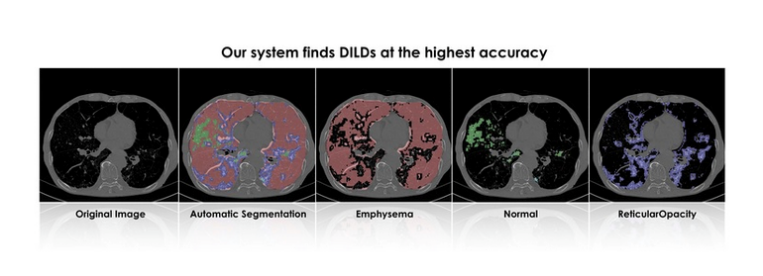 Our system finds DILDs at the highest accuracy
Original Image
Automatic Segmentation
Emphysema
Normal
ReticularOpacity